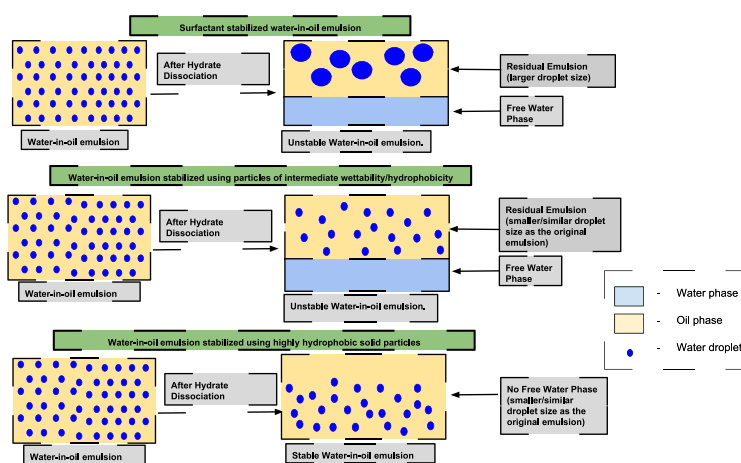 Surfactant stabilized water-in-oil emulsion
After Hydrate
Dissociation
Residual Emulsion
(larger droplet size)
Free Water
Phase
Water-in-oil emulsion
Unstable Water-in-oil emulsion.
Water-in-oil emulsion stabilized using particles of intermediate wettability/hydrophobicity
After Hydrate
Dissociation
Residual Emulsion
(smaller/similar droplet
size as the original
emulsion)
Free Water
Phase
Water-in-oil emulsion
Unstable Water-in-oil emulsion.
- Water phase
- Oil phase
- Water droplet
Water-in-oil emulsion stabilized using highly hydrophobic solid particles
After Hydrate
Dissociation
No Free Water Phase
(smaller/similar
droplet size as the
original emulsion)
Water-in-oil emulsion
Stable Water-in-oil emulsion